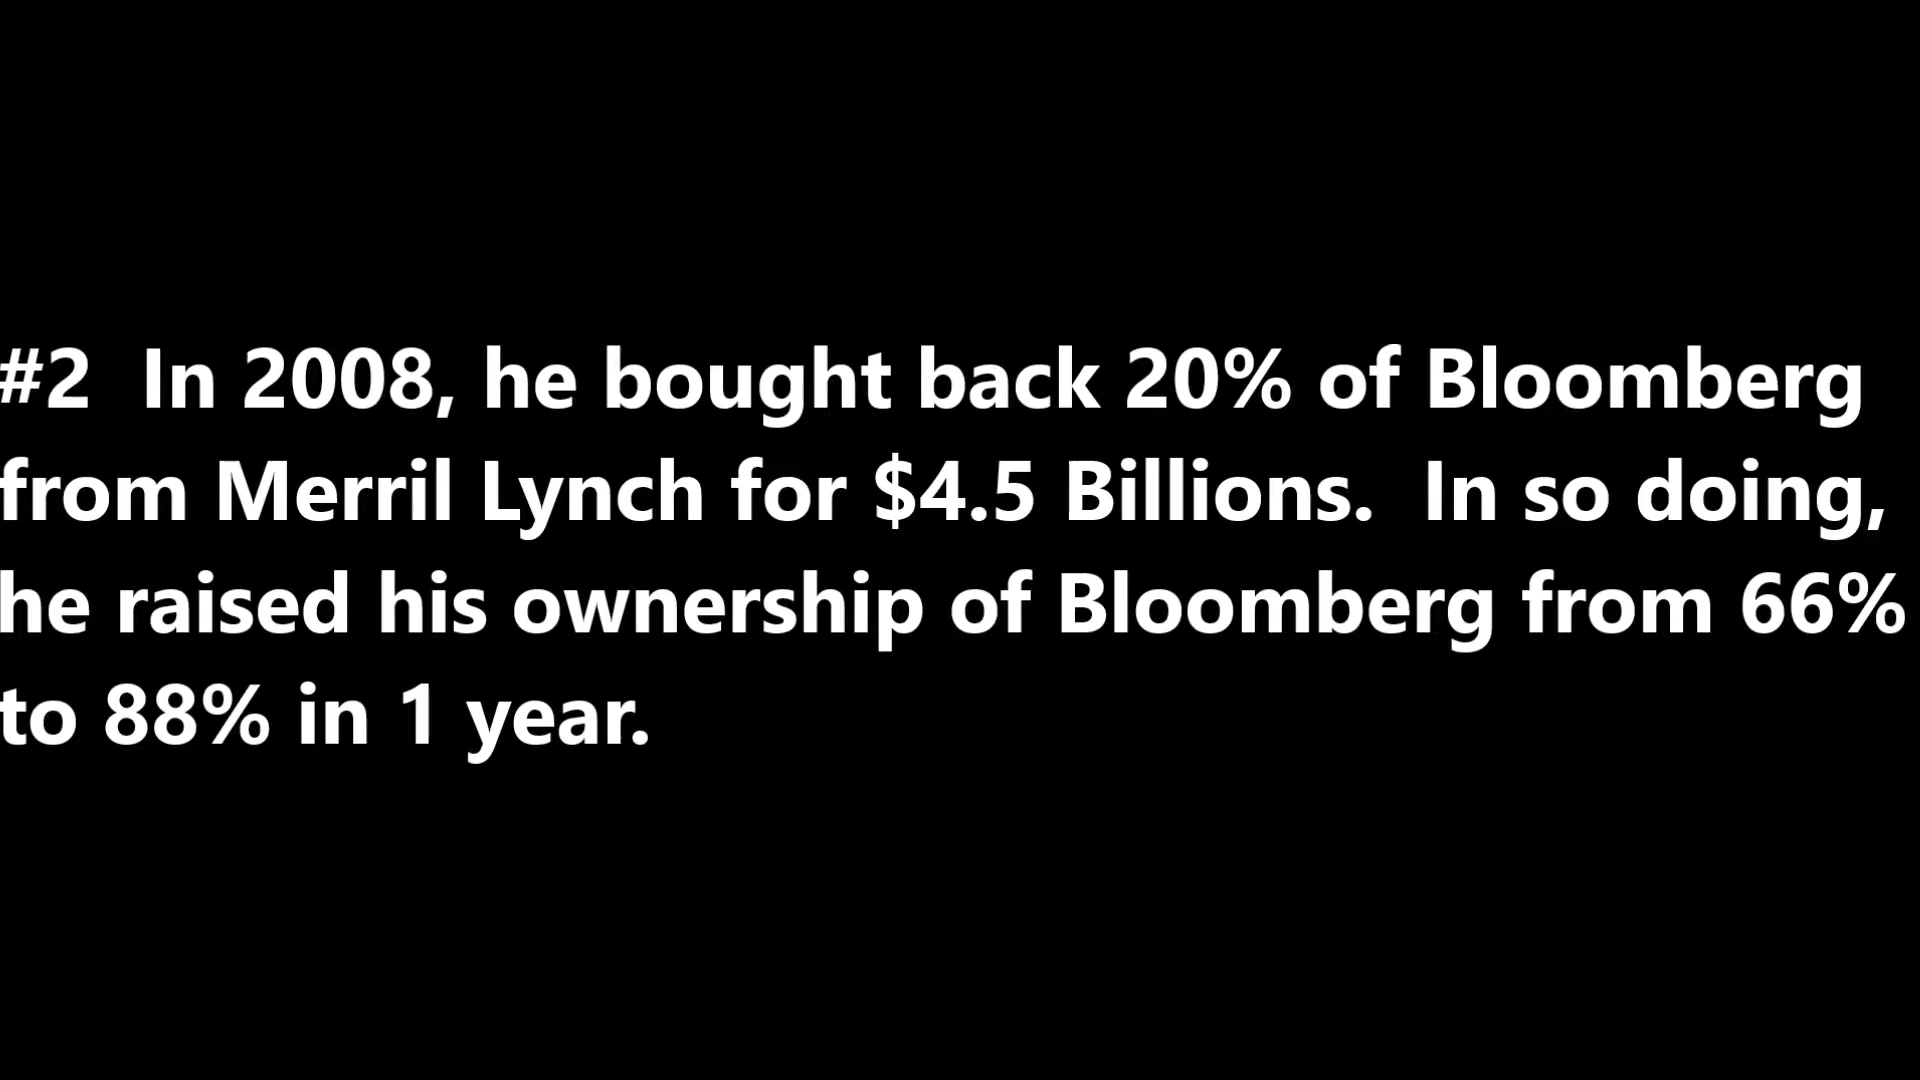 #2  In 2008, he bought back 20% of Bloomberg
from Merril Lynch for $4.5 Billions.  In so doing,
he raised his ownership of Bloomberg from 66%
to 88% in 1 year.